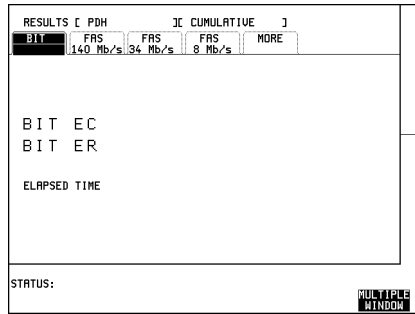 RESULTS [ PDH ][ CUMULATIVE ]
BIT FAS FAS FAS MORE
140 Mb/s 34 Mb/s 8 Mb/s
BIT EC
BIT ER
ELAPSED TIME
STATUS:
MULTIPLE
WINDOW